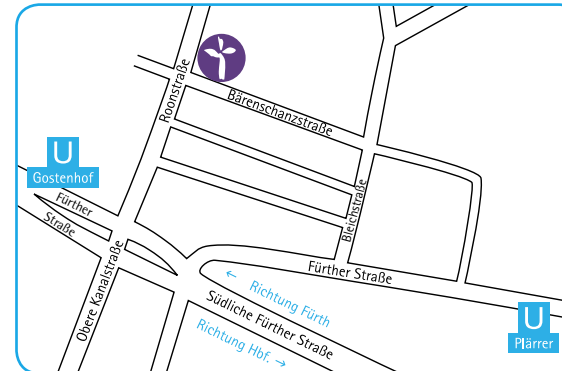 Roonstraße
Bärenschanzstraße
U
Gostenhof
Fürther
Straße
Bleichstraße
Obere Kanalstraße
← Richtung Fürth
Fürther Straße
Südliche Fürther Straße
Richtung Hbf. →
U
Plärrer